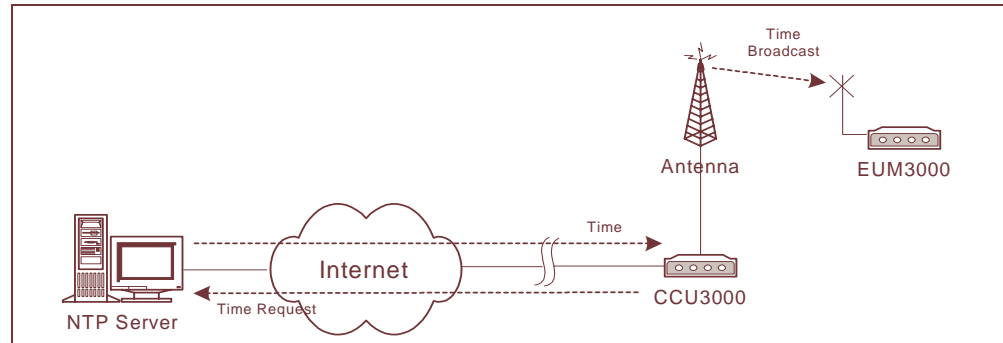 Time
Broadcast
Antenna
EUM3000
Time
Internet
CCU3000
Time Request
NTP Server